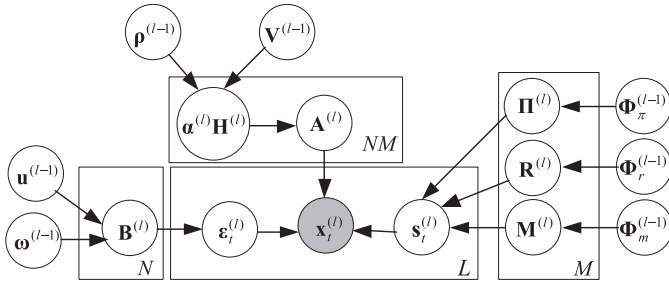 ρ^(l−1) V^(l−1)
α^(l)H^(l) A^(l) NM
Π^(l) Φ_π^(l−1)
u^(l−1) R^(l) Φ_r^(l−1)
ω^(l−1) B^(l) N ε_t^(l) x_t^(l) s_t^(l) L M^(l) M Φ_m^(l−1)